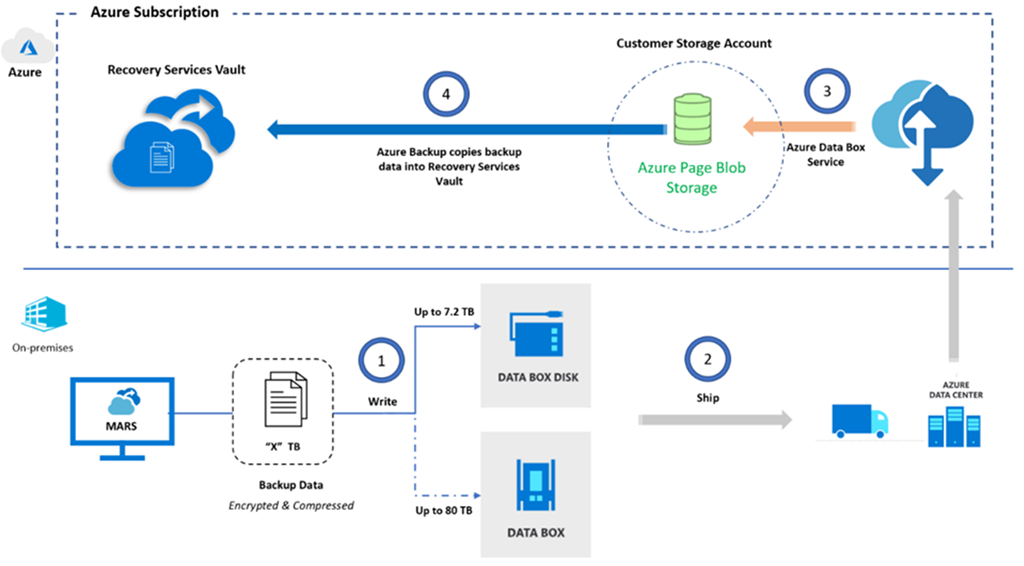 Azure Subscription
Azure
Recovery Services Vault
4
Azure Backup copies backup
data into Recovery Services
Vault
Customer Storage Account
Azure Page Blob
Storage
3
Azure Data Box
Service
On-premises
MARS
"X" TB
Backup Data
Encrypted & Compressed
1
Write
Up to 7.2 TB
DATA BOX DISK
Up to 80 TB
DATA BOX
2
Ship
AZURE
DATA CENTER